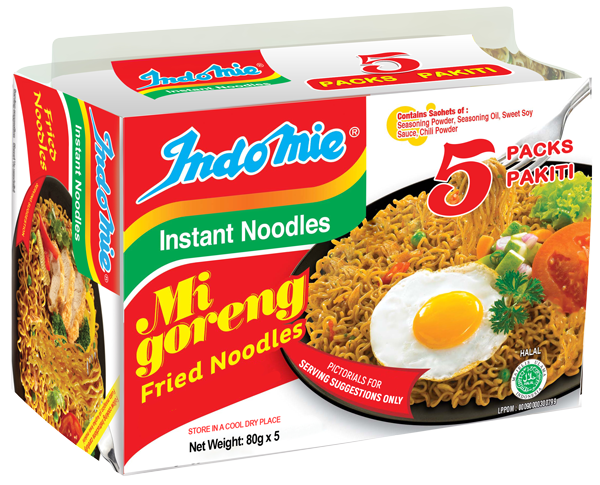 Indomie®
Instant Noodles
5
PACKS PAKITI
Contains Sachets of :
Seasoning Powder, Seasoning Oil, Sweet Soy
Sauce, Chili Powder
Indomie®
Instant Noodles
Mi
goreng
Fried Noodles
5 PACKS
PAKITI
PICTORIALS FOR
SERVING SUGGESTIONS ONLY
HALAL
STORE IN A COOL DRY PLACE
Net Weight: 80g x 5
Indomie
Instant Noodles
Fried
Noodles